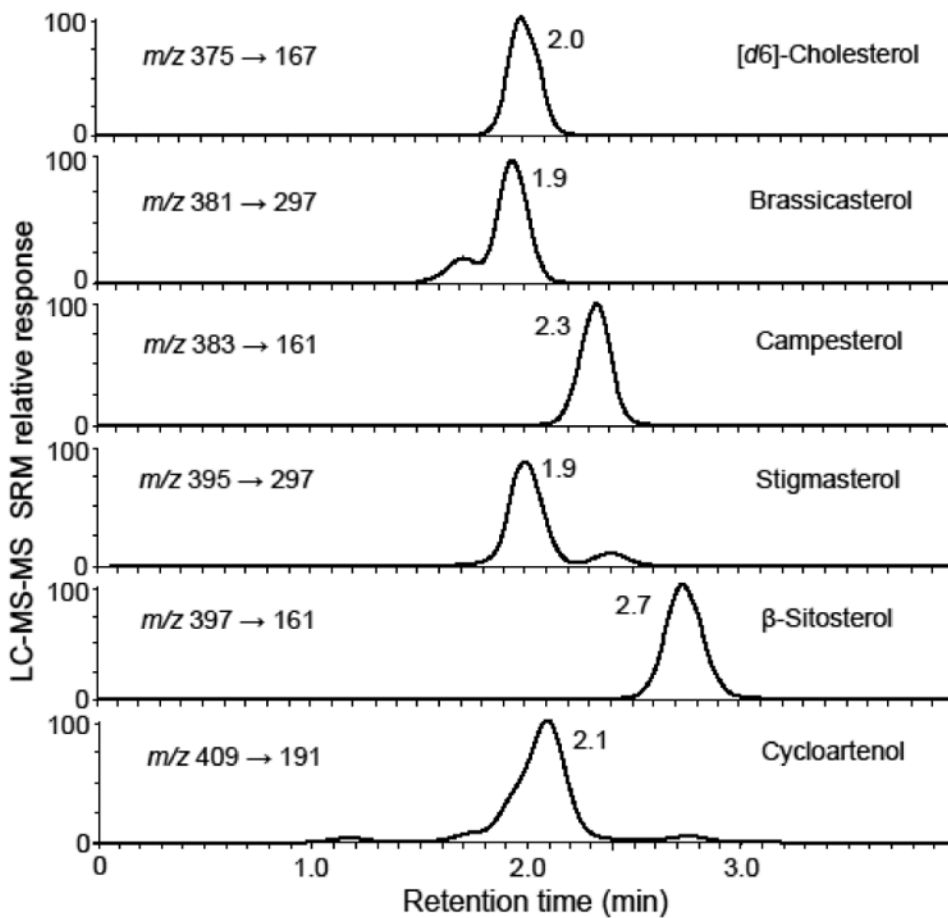 100
m/z 375 → 167
2.0
[d6]-Cholesterol
0
100
m/z 381 → 297
1.9
Brassicasterol
0
100
m/z 383 → 161
2.3
Campesterol
0
100
m/z 395 → 297
1.9
Stigmasterol
0
100
m/z 397 → 161
2.7
β-Sitosterol
0
100
m/z 409 → 191
2.1
Cycloartenol
0
0 1.0 2.0 3.0
Retention time (min)
LC-MS-MS SRM relative response